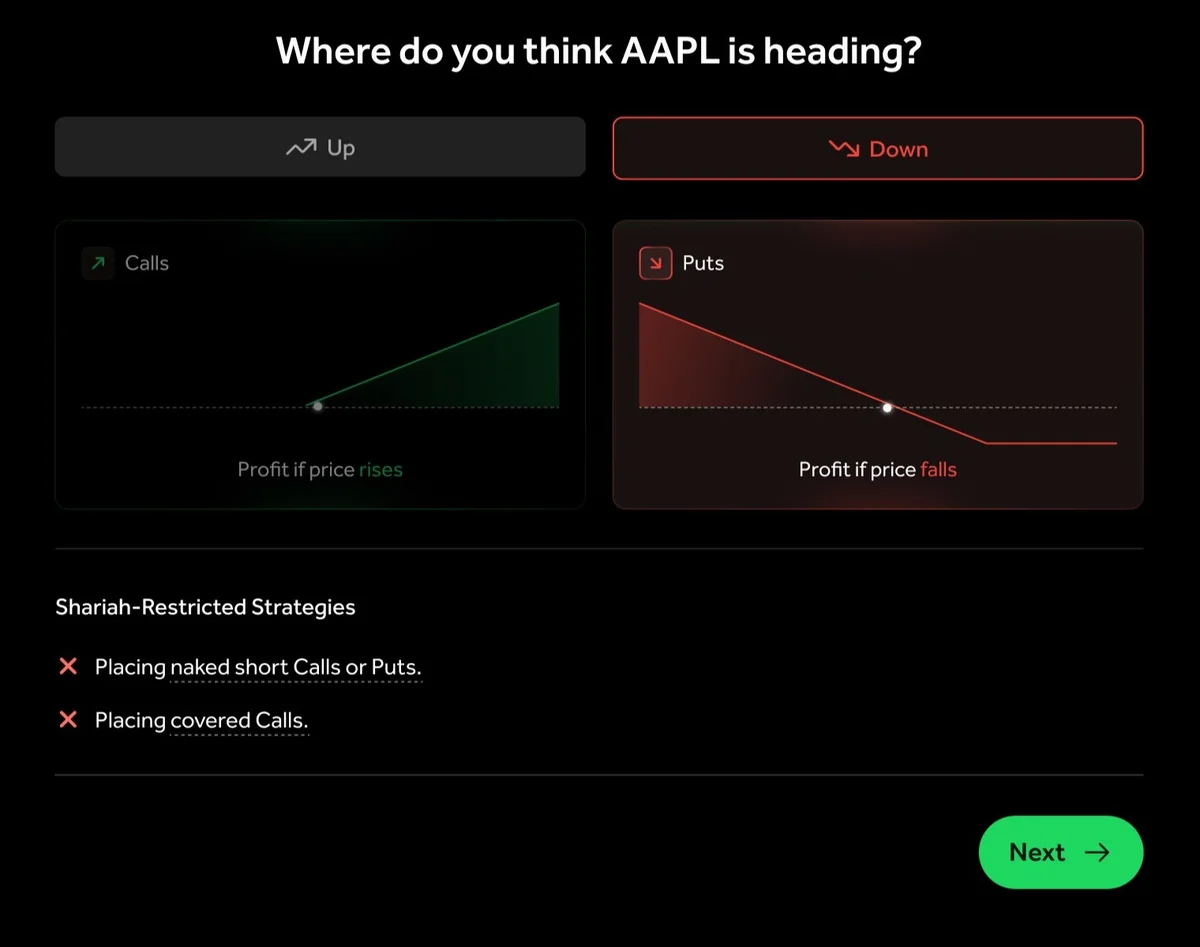 Where do you think AAPL is heading?
Up
Down
Calls
Puts
Profit if price rises
Profit if price falls
Shariah-Restricted Strategies
Placing naked short Calls or Puts.
Placing covered Calls.
Next